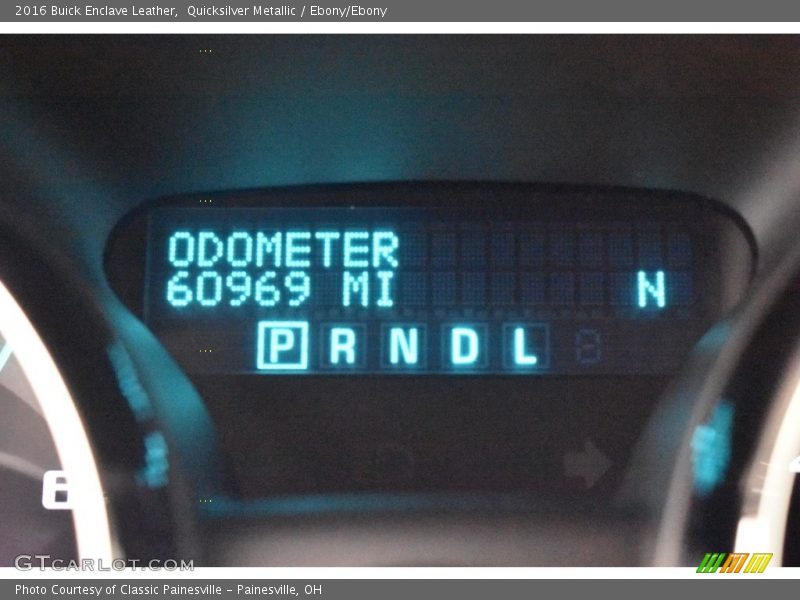 2016 Buick Enclave Leather,  Quicksilver Metallic / Ebony/Ebony
ODOMETER
60969 MI
N
P R N D L
GTCARLOT.COM
Photo Courtesy of Classic Painesville – Painesville, OH